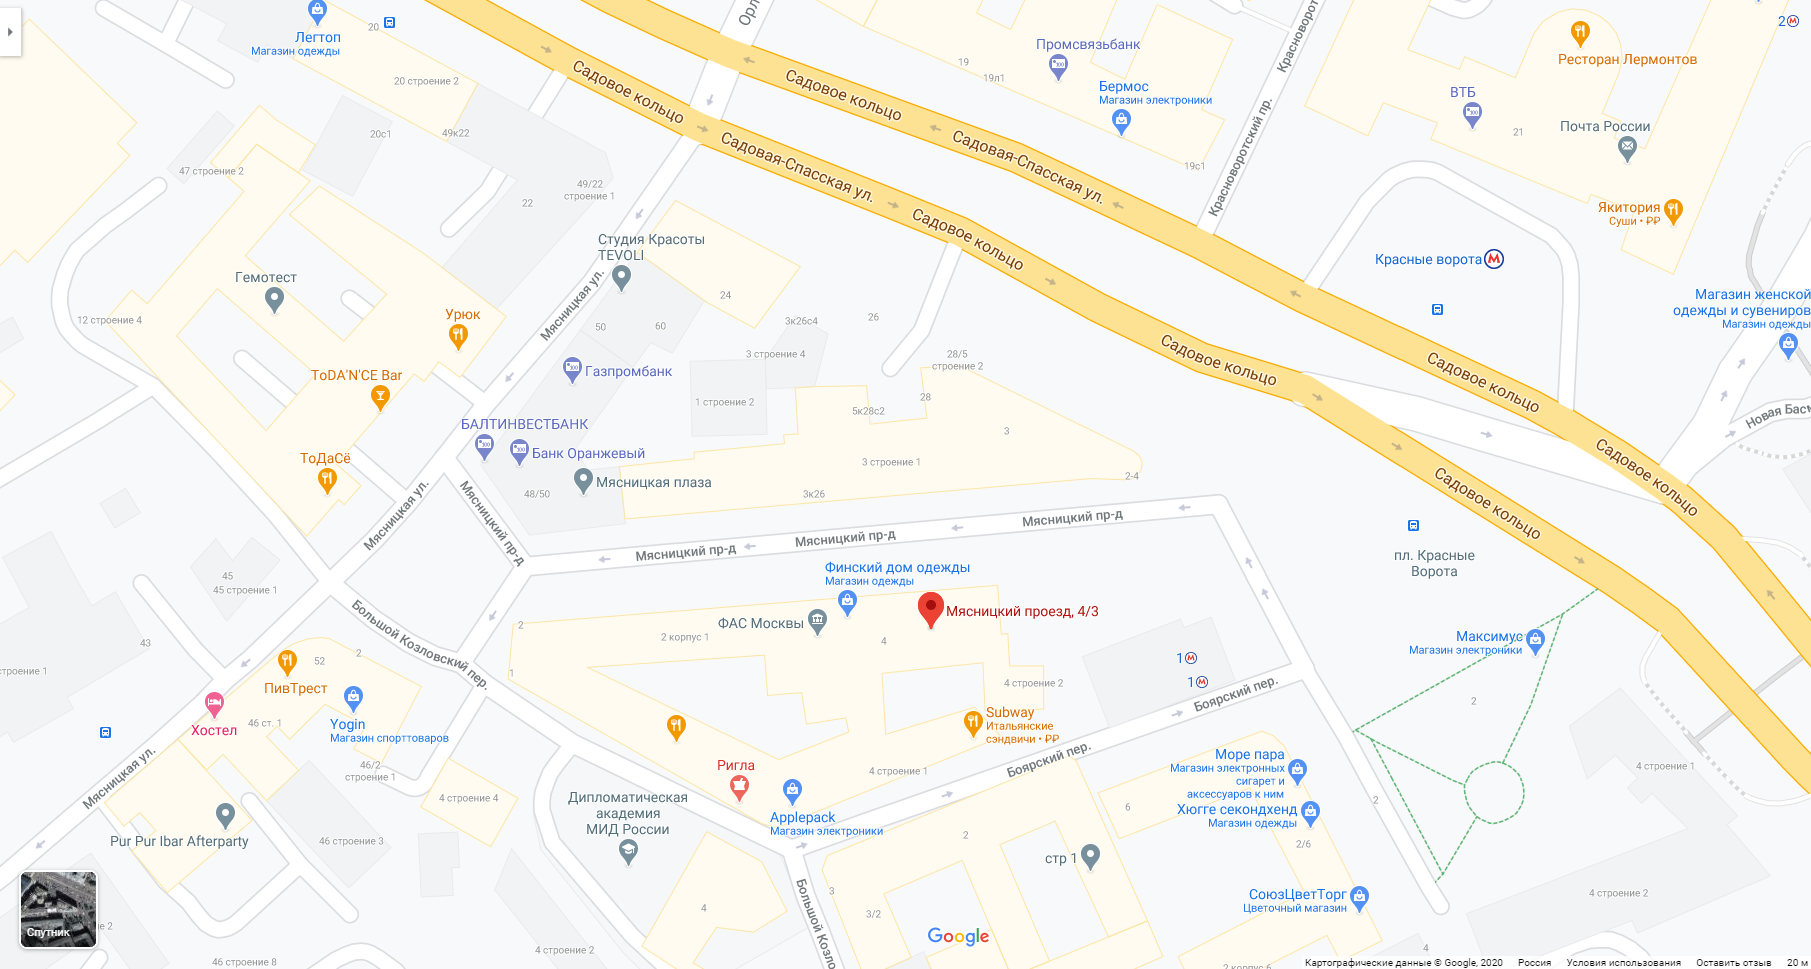 Легтоп
Магазин одежды
20
Орл
Садовое кольцо
Садовое кольцо
19
19л1
Промсвязьбанк
Бермос
Магазин электроники
Красноворотский пр.
2
Ресторан Лермонтов
ВТБ
21
Почта России
20 строение 2
20с1
49к22
Садовая-Спасская ул.
Садовая-Спасская ул.
19с1
47 строение 2
49/22
строение 1
22
Якитория
Суши • ₽₽
Садовое кольцо
Студия Красоты
TEVOLI
Красные ворота
Гемотест
24
Мясницкая ул.
Магазин женской
одежды и сувениров
Магазин одежды
12 строение 4
Урюк
50
60
3к26с4
26
3 строение 4
28/5
строение 2
Садовое кольцо
Садовое кольцо
ToDA'N'CE Bar
Газпромбанк
1 строение 2
28
5к28с2
3
Новая Басм
БАЛТИНВЕСТБАНК
Банк Оранжевый
ТоДаСё
3 строение 1
2-4
Мясницкая плаза
48/50
3к26
Садовое кольцо
Садовое кольцо
Мясницкая ул.
Мясницкий пр-д
Мясницкий пр-д
Мясницкий пр-д
Мясницкий пр-д
пл. Красные
Ворота
45
45 строение 1
Финский дом одежды
Магазин одежды
Мясницкий проезд, 4/3
ФАС Москвы
2
2 корпус 1
4
1
43
строение 1
52
2
Большой Козловский пер.
Максимус
Магазин электроники
1
1
4 строение 2
Боярский пер.
ПивТрест
Хостел
46 ст. 1
Yogin
Магазин спорттоваров
Subway
Итальянские
сэндвичи • ₽₽
2
46/2
строение 1
Мясницкая ул.
Ригла
4 строение 1
Боярский пер.
Море пара
Магазин электронных
сигарет и
аксессуаров к ним
4 строение 1
4 строение 4
Дипломатическая
академия
МИД России
Applepack
Магазин электроники
6
Хюгге секондхенд
Магазин одежды
2
Pur Pur Ibar Afterparty
46 строение 3
2
2/6
стр 1
3
Большой Козло
СоюзЦветТорг
Цветочный магазин
4 строение 2
4
3/2
Спутник
е 2
4 строение 2
4
строение 1
46 строение 8
6/2 строение 1
Google
Картографические данные © Google, 2020
Россия
Условия использования
Оставить отзыв
20 м